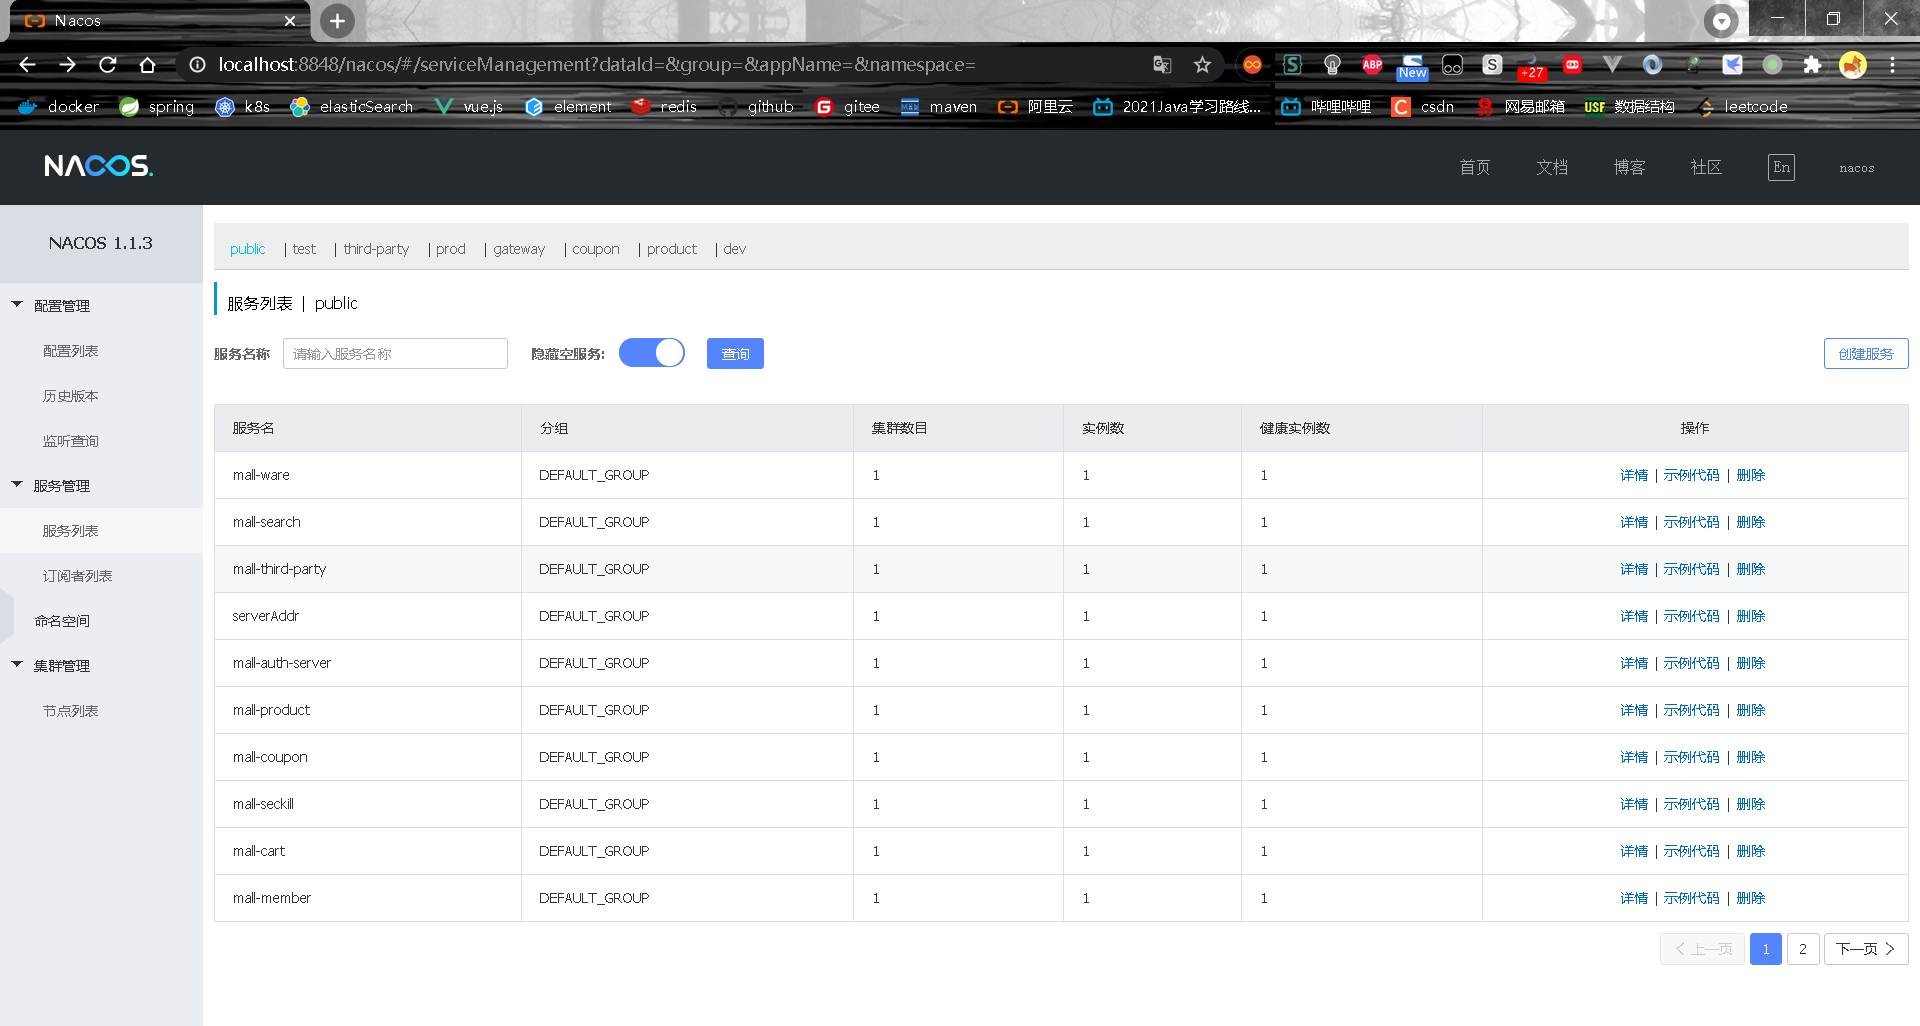 Nacos
localhost:8848/nacos/#/serviceManagement?dataId=&group=&appName=&namespace=
ABP New S +27
docker spring k8s elasticSearch vue.js element redis github gitee maven 阿里云 2021Java学习路线... 哔哩哔哩 csdn 网易邮箱 USF 数据结构 leetcode
NACOS. 首页 文档 博客 社区 En nacos
NACOS 1.1.3
配置管理
配置列表
历史版本
监听查询
服务管理
服务列表
订阅者列表
命名空间
集群管理
节点列表
public | test | third-party | prod | gateway | coupon | product | dev
服务列表 | public
服务名称 请输入服务名称 隐藏空服务: 查询 创建服务
服务名 分组 集群数目 实例数 健康实例数 操作
mall-ware DEFAULT_GROUP 1 1 1 详情 | 示例代码 | 删除
mall-search DEFAULT_GROUP 1 1 1 详情 | 示例代码 | 删除
mall-third-party DEFAULT_GROUP 1 1 1 详情 | 示例代码 | 删除
serverAddr DEFAULT_GROUP 1 1 1 详情 | 示例代码 | 删除
mall-auth-server DEFAULT_GROUP 1 1 1 详情 | 示例代码 | 删除
mall-product DEFAULT_GROUP 1 1 1 详情 | 示例代码 | 删除
mall-coupon DEFAULT_GROUP 1 1 1 详情 | 示例代码 | 删除
mall-seckill DEFAULT_GROUP 1 1 1 详情 | 示例代码 | 删除
mall-cart DEFAULT_GROUP 1 1 1 详情 | 示例代码 | 删除
mall-member DEFAULT_GROUP 1 1 1 详情 | 示例代码 | 删除
上一页 1 2 下一页